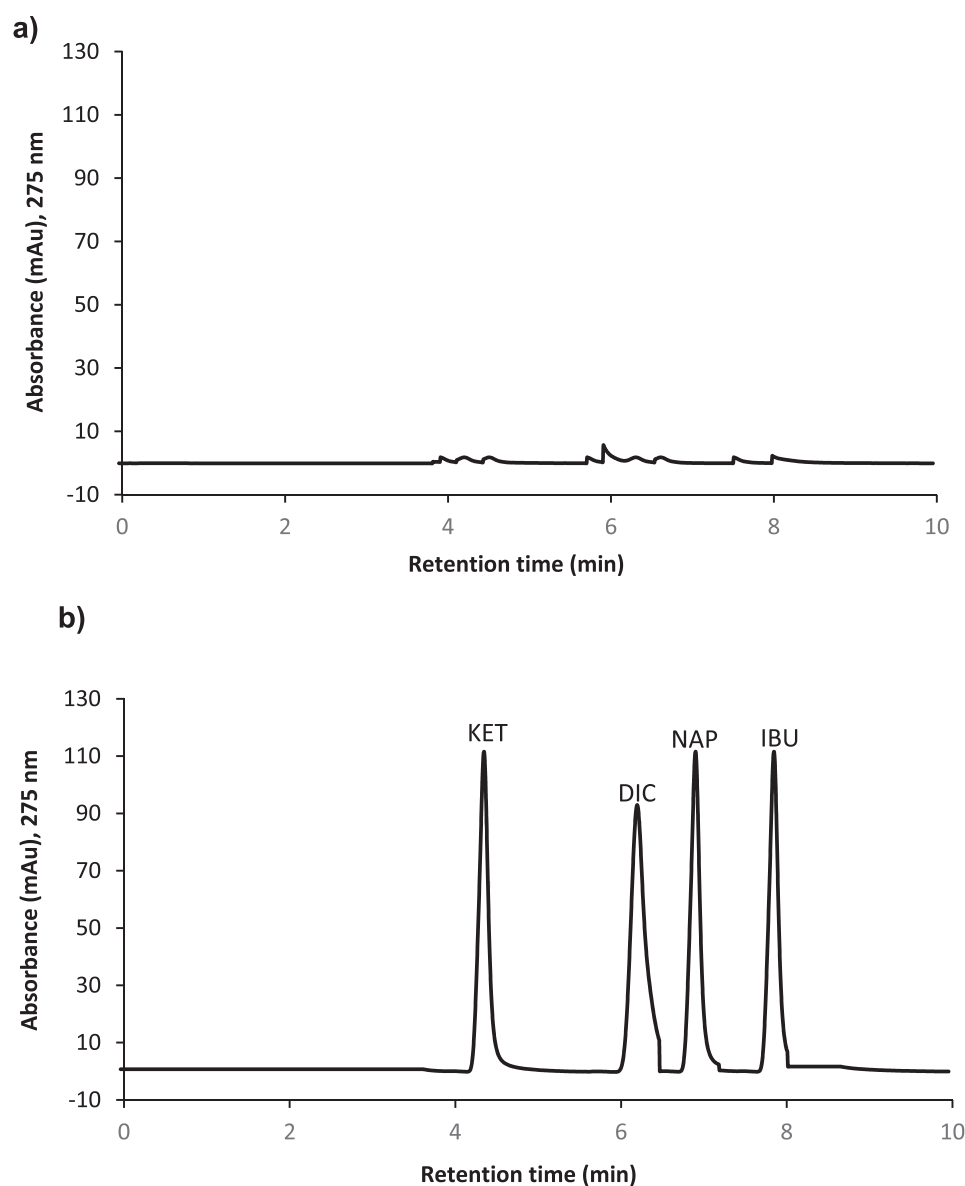 a)
130
110
90
70
50
30
10
-10
Absorbance (mAu), 275 nm
0 2 4 6 8 10
Retention time (min)
b)
130
110
90
70
50
30
10
-10
Absorbance (mAu), 275 nm
KET
DIC
NAP
IBU
0 2 4 6 8 10
Retention time (min)